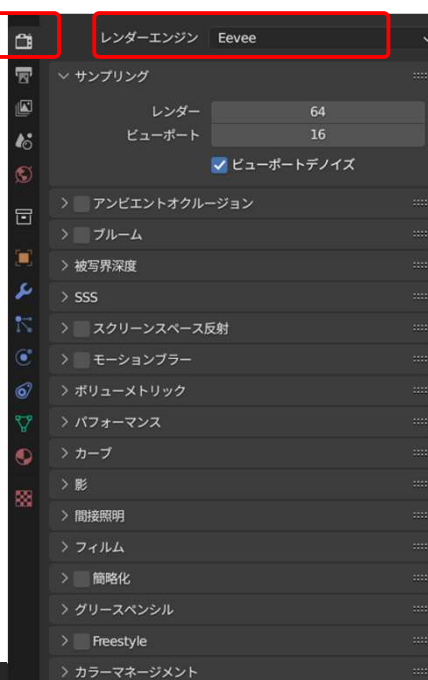 レンダーエンジン Eevee
サンプリング
レンダー 64
ビューポート 16
ビューポートデノイズ
アンビエントオクルージョン
ブルーム
被写界深度
SSS
スクリーンスペース反射
モーションブラー
ボリューメトリック
パフォーマンス
カーブ
影
間接照明
フィルム
簡略化
グリースペンシル
Freestyle
カラーマネージメント